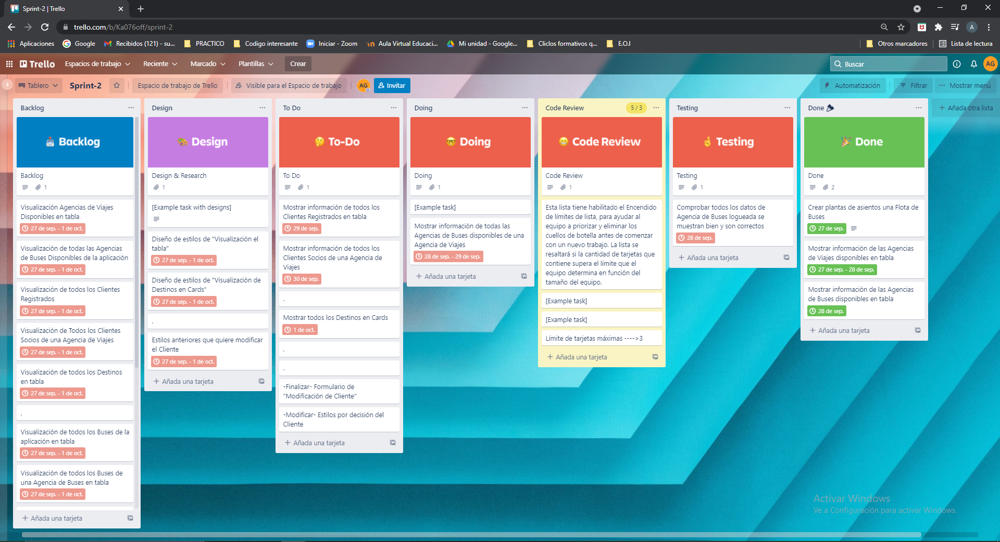 Sprint-2 | Trello
trello.com/b/Ka076off/sprint-2
Aplicaciones
Google
Recibidos (121) - su...
PRACTICO
Codigo interesante
Iniciar - Zoom
Aula Virtual Educaci...
Mi unidad - Google...
Cliclos formativos q...
E.O.I
Otros marcadores
Lista de lectura
Trello
Espacios de trabajo
Reciente
Marcado
Plantillas
Crear
Buscar
AG
Tablero
Sprint-2
Espacio de trabajo de Trello
Visible para el Espacio de trabajo
AG
Invitar
Automatización
Filtrar
Mostrar menú
Backlog
Backlog
Backlog
1
Visualización Agencias de Viajes
Disponibles en tabla
27 de sep. - 1 de oct.
Visualización de todas las Agencias
de Buses Disponibles de la aplicación
27 de sep. - 1 de oct.
Visualización de todos los Clientes
Registrados
27 de sep. - 1 de oct.
Visualización de Todos los Clientes
Socios de una Agencia de Viajes
27 de sep. - 1 de oct.
Visualización de todos los Destinos
en tabla
27 de sep. - 1 de oct.
.
Visualización de todos los Buses de la
aplicación en tabla
27 de sep. - 1 de oct.
Visualización de todos los Buses de
una Agencia de Buses en tabla
27 de sep. - 1 de oct.
+ Añada una tarjeta
Design
Design
Design & Research
1
[Example task with designs]
Diseño de estilos de "Visualización el
tabla"
27 de sep. - 1 de oct.
Diseño de estilos de "Visualización de
Destinos en Cards"
27 de sep. - 1 de oct.
.
Estilos anteriores que quiere modificar
el Cliente
27 de sep. - 1 de oct.
+ Añada una tarjeta
To Do
To-Do
To Do
1
Mostrar información de todos los
Clientes Registrados en tabla
29 de sep.
Mostrar información de todos los
Clientes Socios de una Agencia de
Viajes
30 de sep.
.
Mostrar todos los Destinos en Cards
1 de oct.
.
.
-Finalizar- Formulario de
"Modificación de Cliente"
-Modificar- Estilos por decisión del
Cliente
+ Añada una tarjeta
Doing
Doing
Doing
1
[Example task]
Mostrar información de todas las
Agencias de Buses disponibles de una
Agencia de Viajes
28 de sep. - 29 de sep.
+ Añada una tarjeta
Code Review
5 / 3
Code Review
Code Review
1
Esta lista tiene habilitado el Encendido
de límites de lista, para ayudar al
equipo a priorizar y eliminar los
cuellos de botella antes de comenzar
con un nuevo trabajo. La lista se
resaltará si la cantidad de tarjetas que
contiene supera el límite que el
equipo determina en función del
tamaño del equipo.
[Example task]
[Example task]
Límite de tarjetas máximas ---->3
+ Añada una tarjeta
Testing
Testing
Testing
1
Comprobar todos los datos de
Agencia de Buses logueada se
muestran bien y son correctos
28 de sep.
+ Añada una tarjeta
Done
Done
Done
2
Crear plantas de asientos una Flota de
Buses
27 de sep.
Mostrar información de las Agencias
de Viajes disponibles en tabla
27 de sep. - 28 de sep.
Mostrar información de las Agencias
de Buses disponibles en tabla
28 de sep.
+ Añada una tarjeta
+ Añada otra lista
Activar Windows
Ve a Configuración para activar Windows.